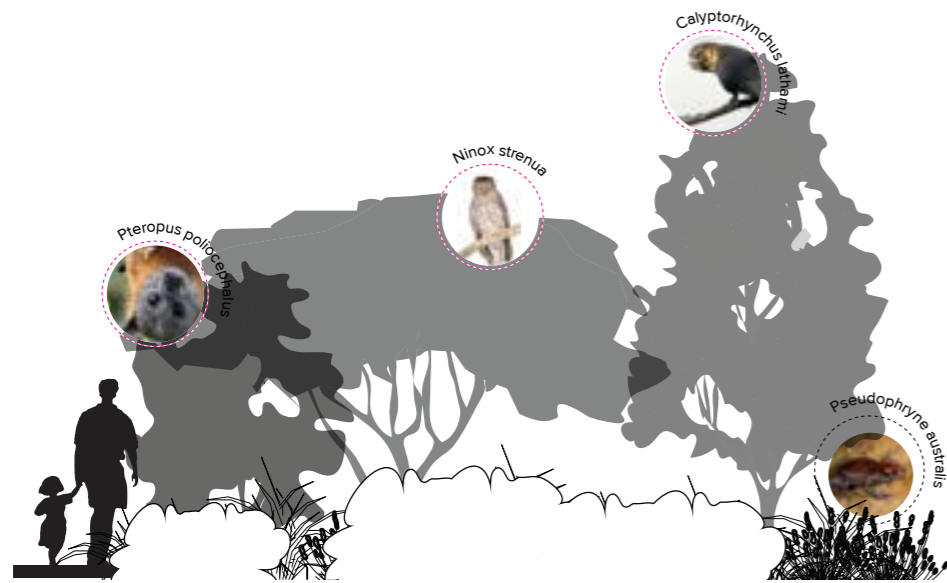 Calyptorhynchus lathami
Ninox strenua
Pteropus poliocephalus
Pseudophryne australis